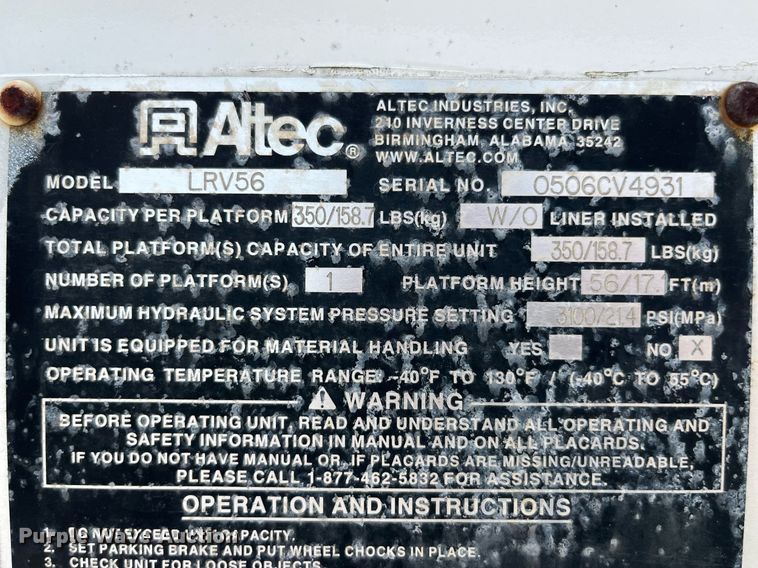 Altec ®
ALTEC INDUSTRIES, INC.
210 INVERNESS CENTER DRIVE
BIRMINGHAM, ALABAMA 35242
WWW.ALTEC.COM
MODEL LRV56 SERIAL NO. 0506CV4931
CAPACITY PER PLATFORM 350/158.7 LBS(kg) W/O LINER INSTALLED
TOTAL PLATFORM(S) CAPACITY OF ENTIRE UNIT 350/158.7 LBS(kg)
NUMBER OF PLATFORM(S) 1 PLATFORM HEIGHT 56/17 FT(m)
MAXIMUM HYDRAULIC SYSTEM PRESSURE SETTING 3100/21.4 PSI(MPa)
UNIT IS EQUIPPED FOR MATERIAL HANDLING YES NO X
OPERATING TEMPERATURE RANGE -40°F TO 130°F / (-40°C TO 55°C)
WARNING
BEFORE OPERATING UNIT, READ AND UNDERSTAND ALL OPERATING AND
SAFETY INFORMATION IN MANUAL AND ON ALL PLACARDS.
IF YOU DO NOT HAVE MANUAL OR IF PLACARDS ARE MISSING/UNREADABLE,
PLEASE CALL 1-877-462-5832 FOR ASSISTANCE.
OPERATION AND INSTRUCTIONS
1. DO NOT EXCEED UNIT CAPACITY.
2. SET PARKING BRAKE AND PUT WHEEL CHOCKS IN PLACE.
3. CHECK UNIT FOR LOOSE OBJECTS.
Purple Wave Auction